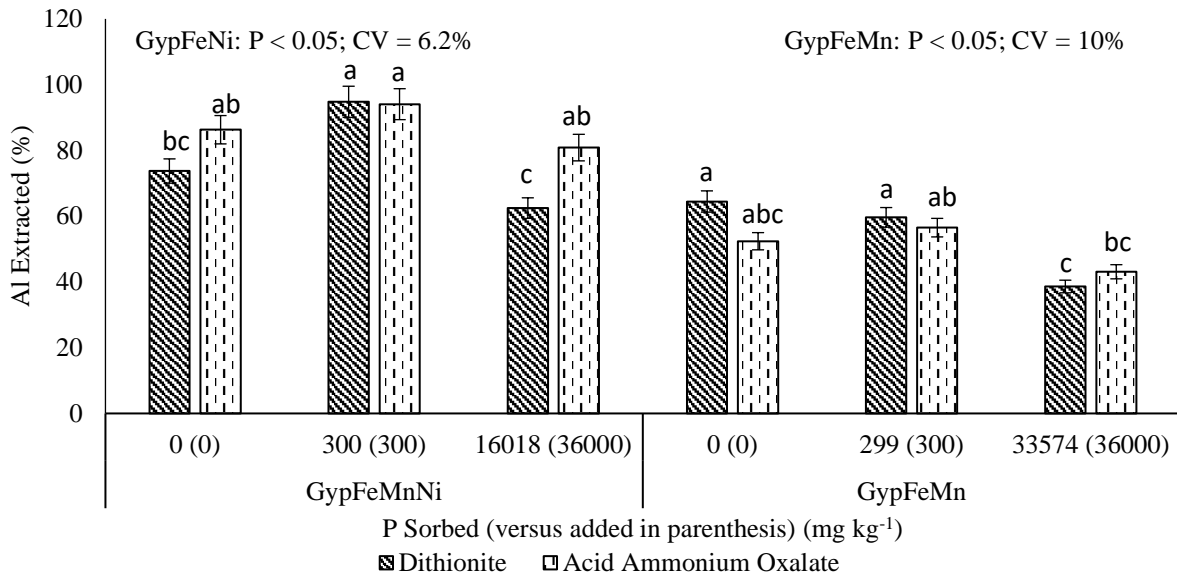 120
100
80
60
40
20
0
Al Extracted (%)
GypFeNi: P < 0.05; CV = 6.2%
GypFeMn: P < 0.05; CV = 10%
bc
ab
a
a
c
ab
a
abc
a
ab
c
bc
0 (0)
300 (300)
16018 (36000)
0 (0)
299 (300)
33574 (36000)
GypFeMnNi
GypFeMn
P Sorbed (versus added in parenthesis) (mg kg⁻¹)
Dithionite
Acid Ammonium Oxalate